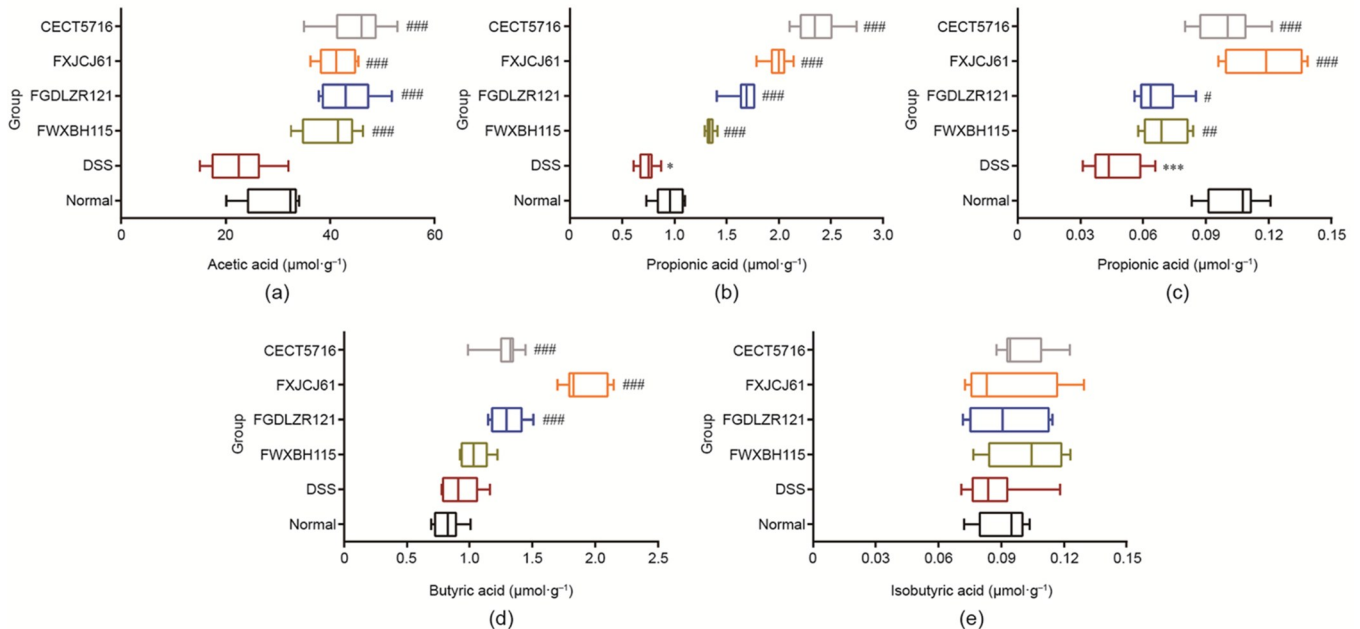 CECT5716
###
FXJCJ61
###
FGDLZR121
###
FWXBH115
###
DSS
Normal
Group
0 20 40 60
Acetic acid (μmol·g⁻¹)
(a)
CECT5716
###
FXJCJ61
###
FGDLZR121
###
FWXBH115
###
DSS
*
Normal
Group
0 0.5 1.0 1.5 2.0 2.5 3.0
Propionic acid (μmol·g⁻¹)
(b)
CECT5716
###
FXJCJ61
###
FGDLZR121
#
FWXBH115
##
DSS
***
Normal
Group
0 0.03 0.06 0.09 0.12 0.15
Propionic acid (μmol·g⁻¹)
(c)
CECT5716
###
FXJCJ61
###
FGDLZR121
###
FWXBH115
DSS
Normal
Group
0 0.5 1.0 1.5 2.0 2.5
Butyric acid (μmol·g⁻¹)
(d)
CECT5716
FXJCJ61
FGDLZR121
FWXBH115
DSS
Normal
Group
0 0.03 0.06 0.09 0.12 0.15
Isobutyric acid (μmol·g⁻¹)
(e)